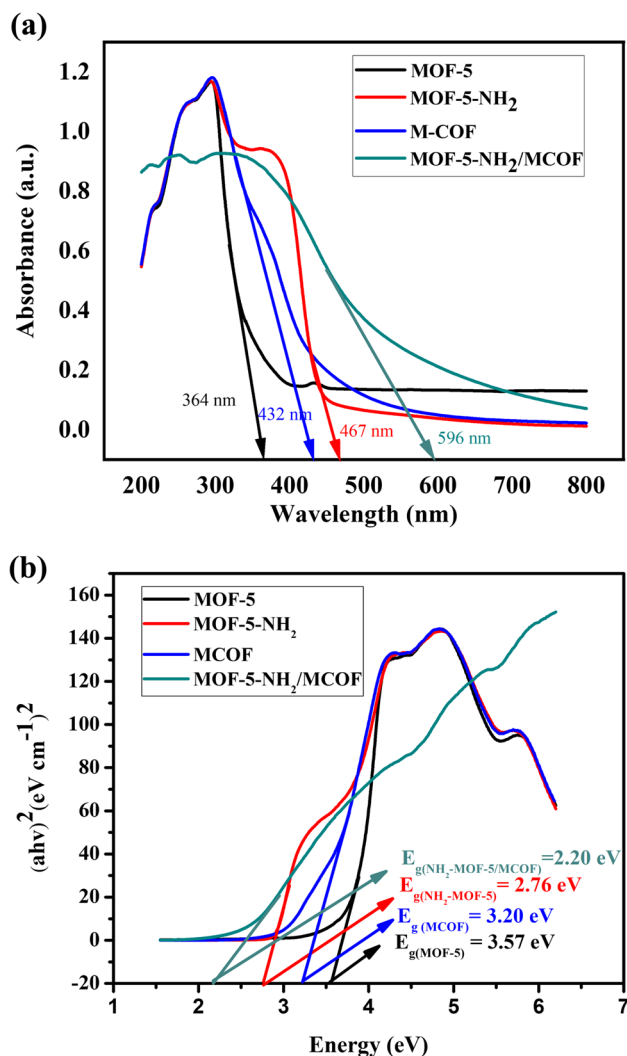 (a)
1.2
1.0
0.8
0.6
0.4
0.2
0.0
Absorbance (a.u.)
MOF-5
MOF-5-NH₂
M-COF
MOF-5-NH₂/MCOF
364 nm
432 nm
467 nm
596 nm
200 300 400 500 600 700 800
Wavelength (nm)
(b)
160
140
120
100
80
60
40
20
0
-20
(ahv)²(eV cm⁻¹)²
MOF-5
MOF-5-NH₂
MCOF
MOF-5-NH₂/MCOF
E g(NH₂-MOF-5/MCOF)=2.20 eV
E g(NH₂-MOF-5)= 2.76 eV
E g (MCOF) = 3.20 eV
E g(MOF-5) = 3.57 eV
1 2 3 4 5 6 7
Energy (eV)